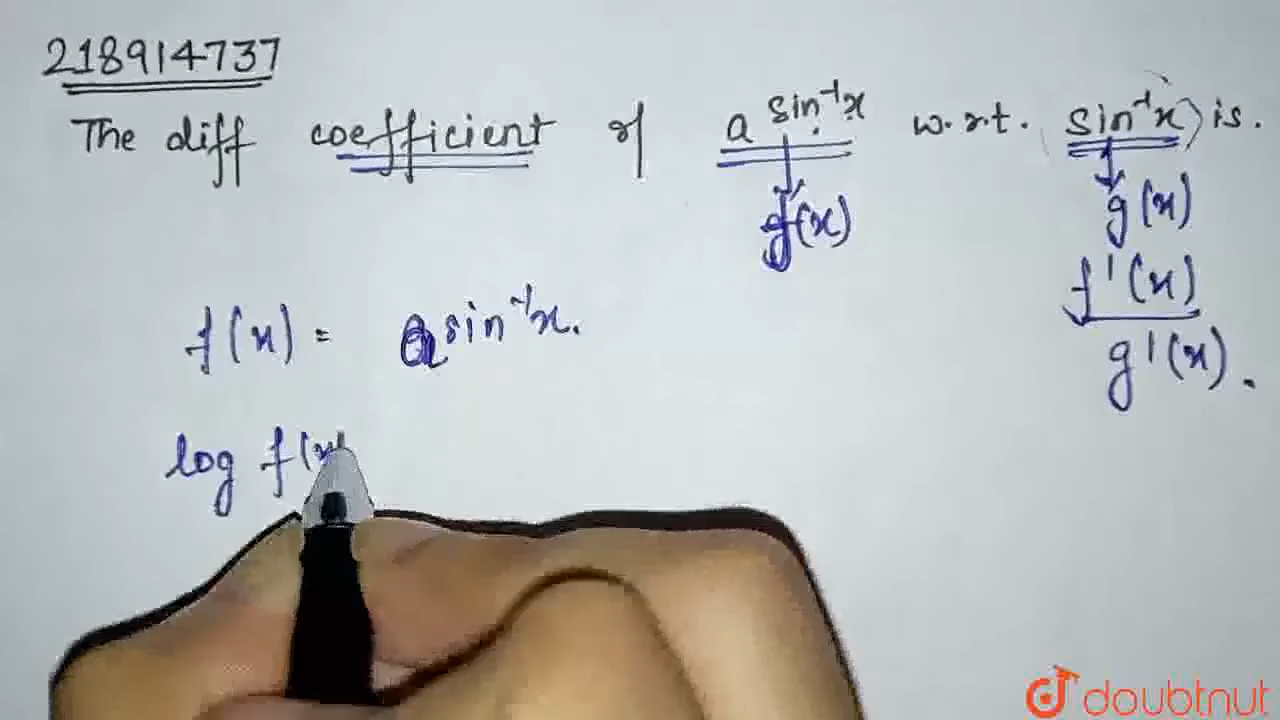 218914737
The diff coefficient of a sin⁻¹x w.r.t. sin⁻¹x) is.
f(x) g(x)
f'(x)
f(x) = a sin⁻¹x. g'(x).
log f(x)
doubtnut